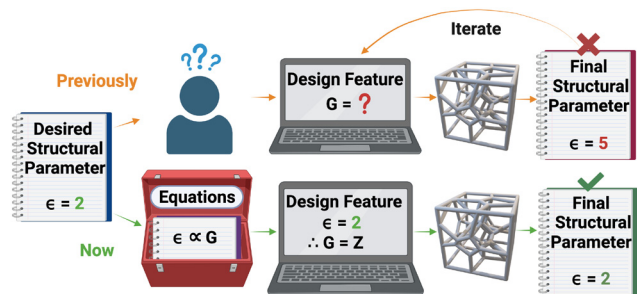 Iterate
Previously
???
Desired
Structural
Parameter
ϵ = 2
Design Feature
G = ?
Final
Structural
Parameter
ϵ = 5
Now
Equations
ϵ ∝ G
Design Feature
ϵ = 2
∴ G = Z
Final
Structural
Parameter
ϵ = 2